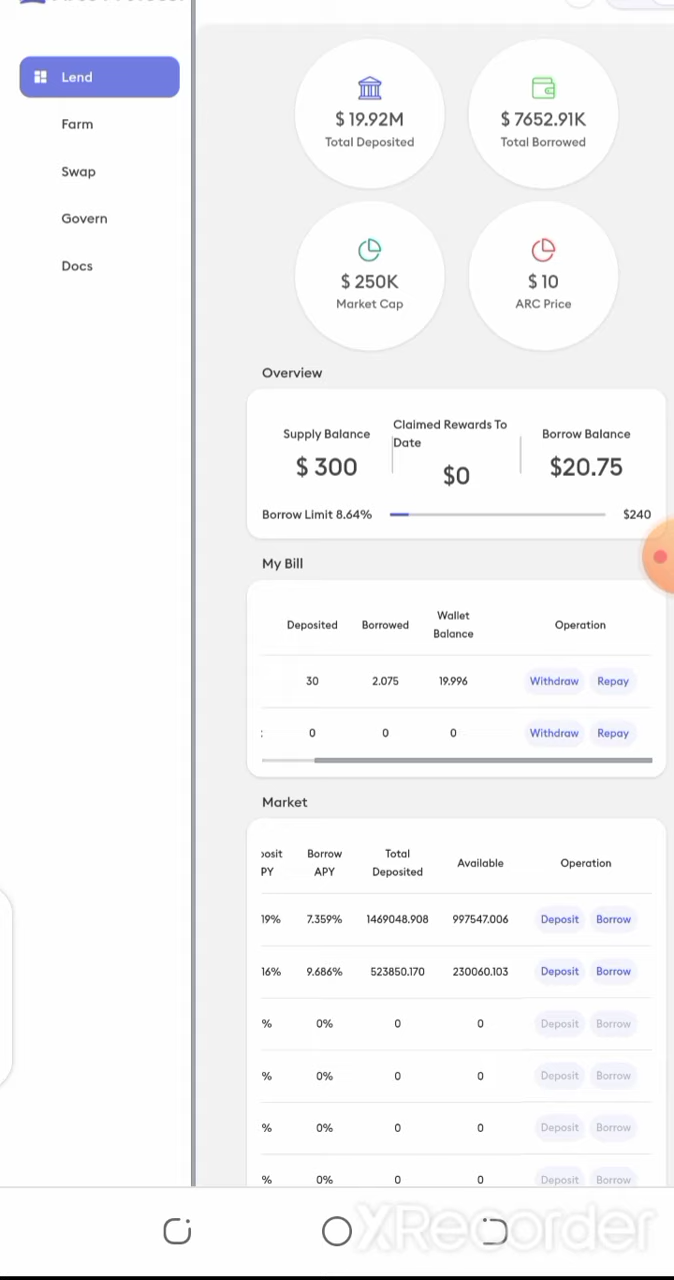 Lend
Farm
Swap
Govern
Docs
$ 19.92M
Total Deposited
$ 7652.91K
Total Borrowed
$ 250K
Market Cap
$ 10
ARC Price
Overview
Supply Balance
$ 300
Claimed Rewards To
Date
$0
Borrow Balance
$20.75
Borrow Limit 8.64%
$240
My Bill
Deposited Borrowed Wallet
Balance Operation
30 2.075 19.996 Withdraw Repay
: 0 0 0 Withdraw Repay
Market
posit
PY
Borrow
APY
Total
Deposited
Available
Operation
19% 7.359% 1469048.908 997547.006 Deposit Borrow
16% 9.686% 523850.170 230060.103 Deposit Borrow
% 0% 0 0 Deposit Borrow
% 0% 0 0 Deposit Borrow
% 0% 0 0 Deposit Borrow
% 0% 0 0 Deposit Borrow
XRecorder